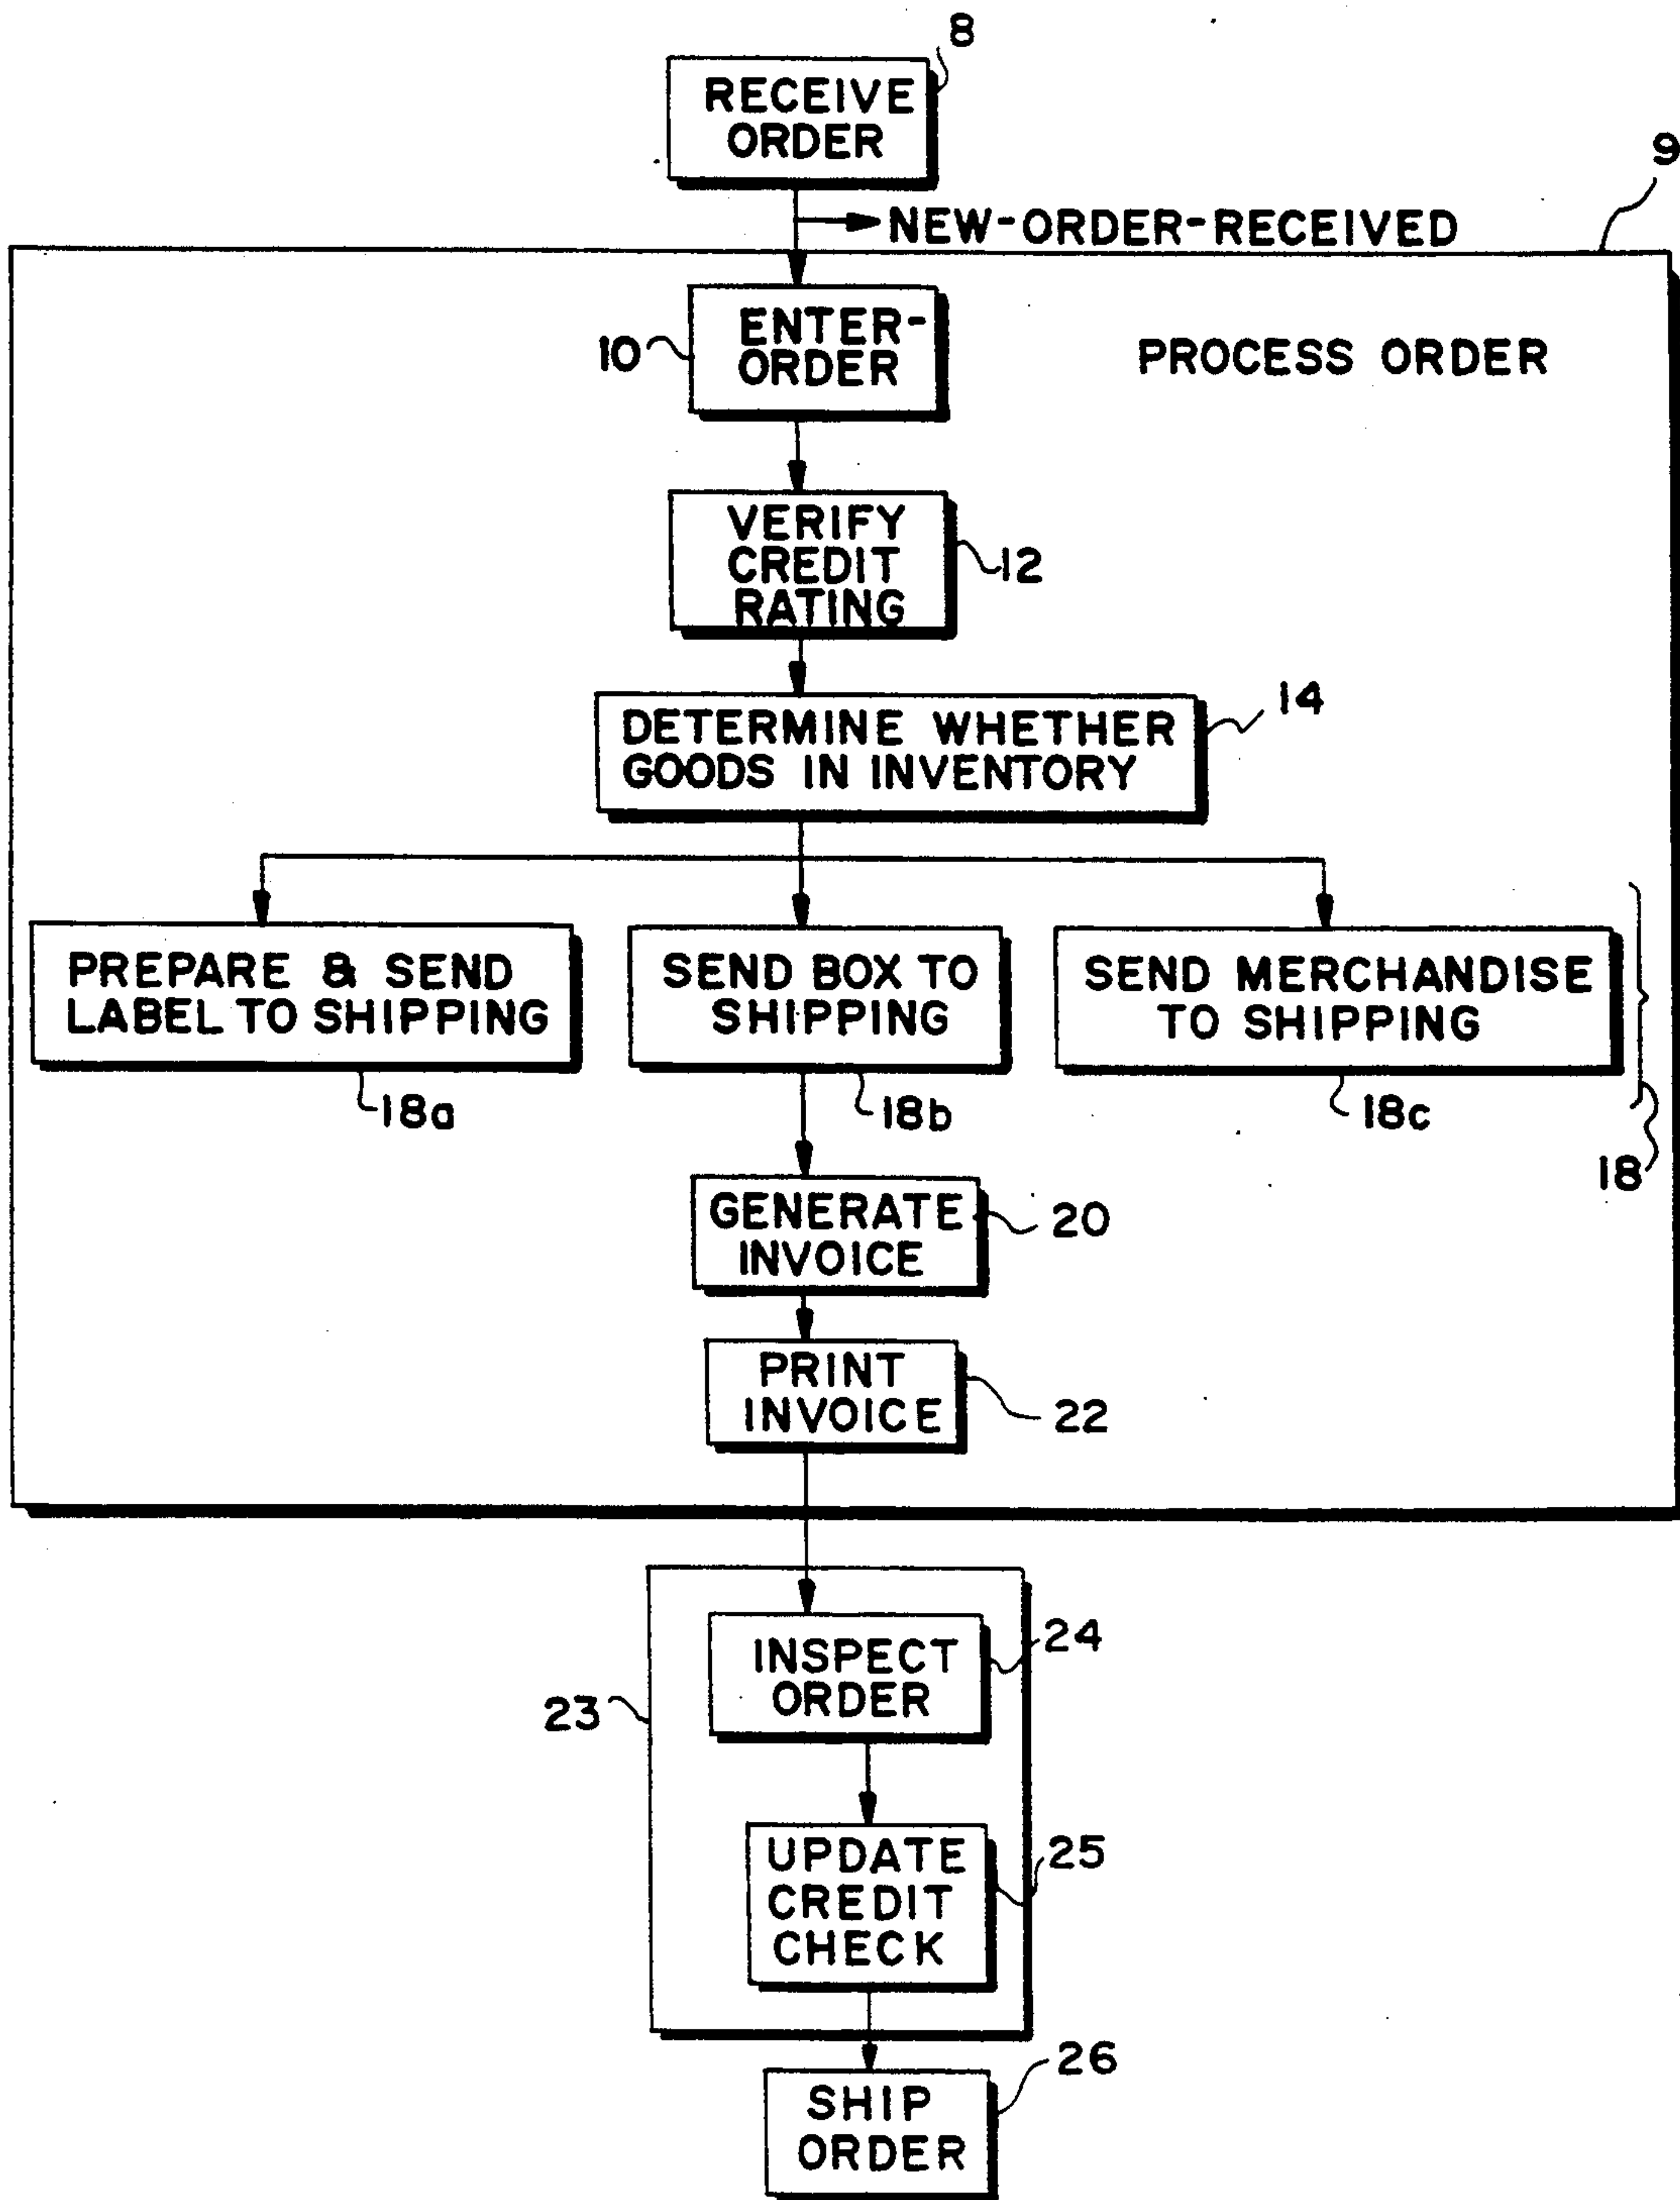 8
RECEIVE
ORDER
9
NEW-ORDER-RECEIVED
ENTER-
ORDER
10
PROCESS ORDER
VERIFY
CREDIT
RATING
12
14
DETERMINE WHETHER
GOODS IN INVENTORY
PREPARE & SEND
LABEL TO SHIPPING
SEND BOX TO
SHIPPING
SEND MERCHANDISE
TO SHIPPING
18a
18b
18c
18
GENERATE
INVOICE
20
PRINT
INVOICE
22
INSPECT
ORDER
24
23
UPDATE
CREDIT
CHECK
25
26
SHIP
ORDER